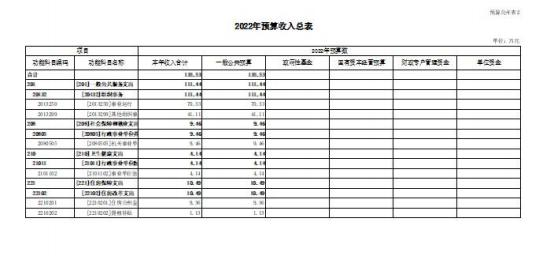 预算公开表2
2022年预算收入总表
单位：万元
项目 2022年预算数
功能科目编码 功能科目名称 本年收入合计 一般公共预算 政府性基金 国有资本经营预算 财政专户管理资金 单位资金
合计 135.53 135.53
201 [201]一般公共服务支出 111.44 111.44
20132 [20132]组织事务 111.44 111.44
2013250 [2013250]事业运行 70.33 70.33
2013299 [2013299]其他组织事 41.11 41.11
208 [208]社会保障和就业支出 9.46 9.46
20805 [20805]行政事业单位养 9.46 9.46
2080505 [2080505]机关事业单 9.46 9.46
210 [210]卫生健康支出 4.14 4.14
21011 [21011]行政事业单位医 4.14 4.14
2101102 [2101102]事业单位医 4.14 4.14
221 [221]住房保障支出 10.49 10.49
22102 [22102]住房改革支出 10.49 10.49
2210201 [2210201]住房公积金 9.36 9.36
2210202 [2210202]提租补贴 1.13 1.13